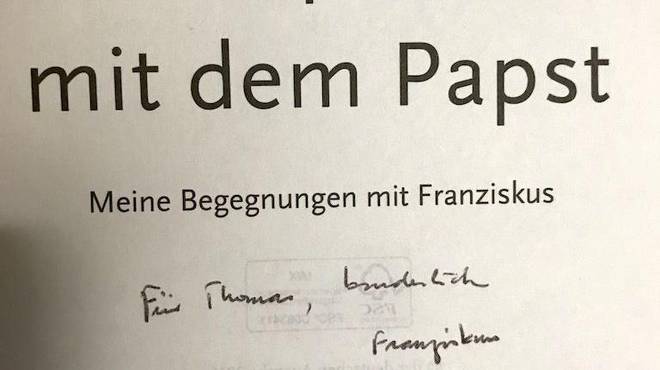 mit dem Papst
Meine Begegnungen mit Franziskus
Für Thomas, brüderlich
Franziskus